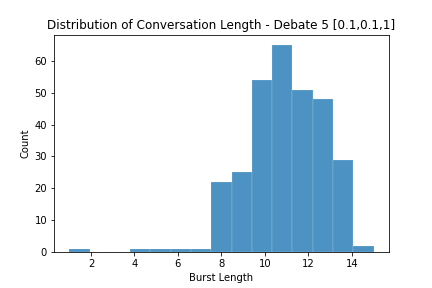 Distribution of Conversation Length - Debate 5 [0.1,0.1,1]
60
50
40
30
20
10
0
Count
2 4 6 8 10 12 14
Burst Length